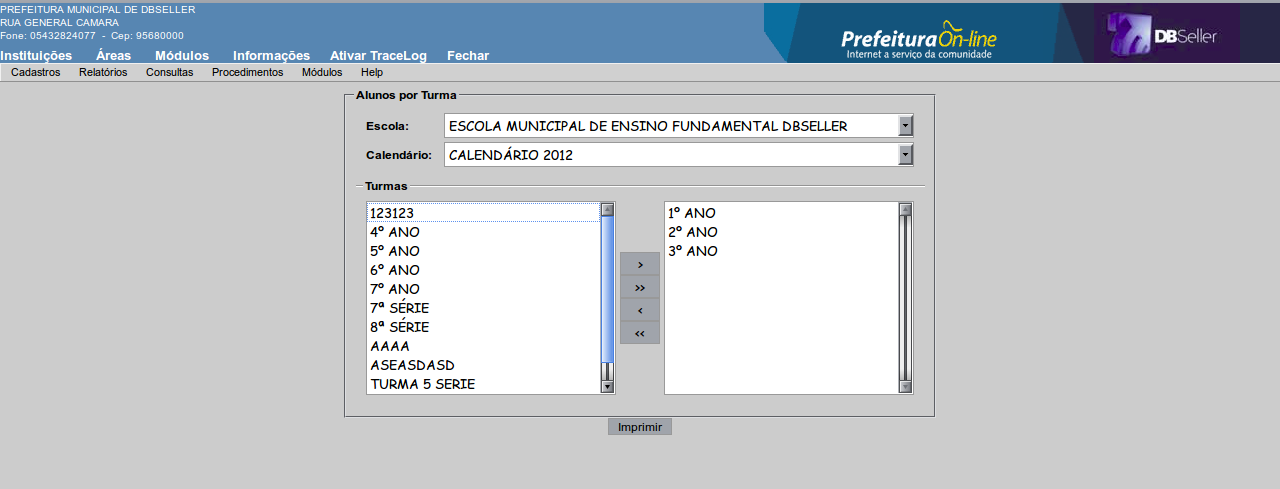 PREFEITURA MUNICIPAL DE DBSELLER
RUA GENERAL CAMARA
Fone: 05432824077 - Cep: 95680000
PrefeituraOn-line
Internet a serviço da comunidade
DBSeller
Instituições Áreas Módulos Informações Ativar TraceLog Fechar
Cadastros Relatórios Consultas Procedimentos Módulos Help
Alunos por Turma
Escola: ESCOLA MUNICIPAL DE ENSINO FUNDAMENTAL DBSELLER
Calendário: CALENDÁRIO 2012
Turmas
123123
4º ANO
5º ANO
6º ANO
7º ANO
7ª SÉRIE
8ª SÉRIE
AAAA
ASEASDASD
TURMA 5 SERIE
>
>>
<
<<
1º ANO
2º ANO
3º ANO
Imprimir